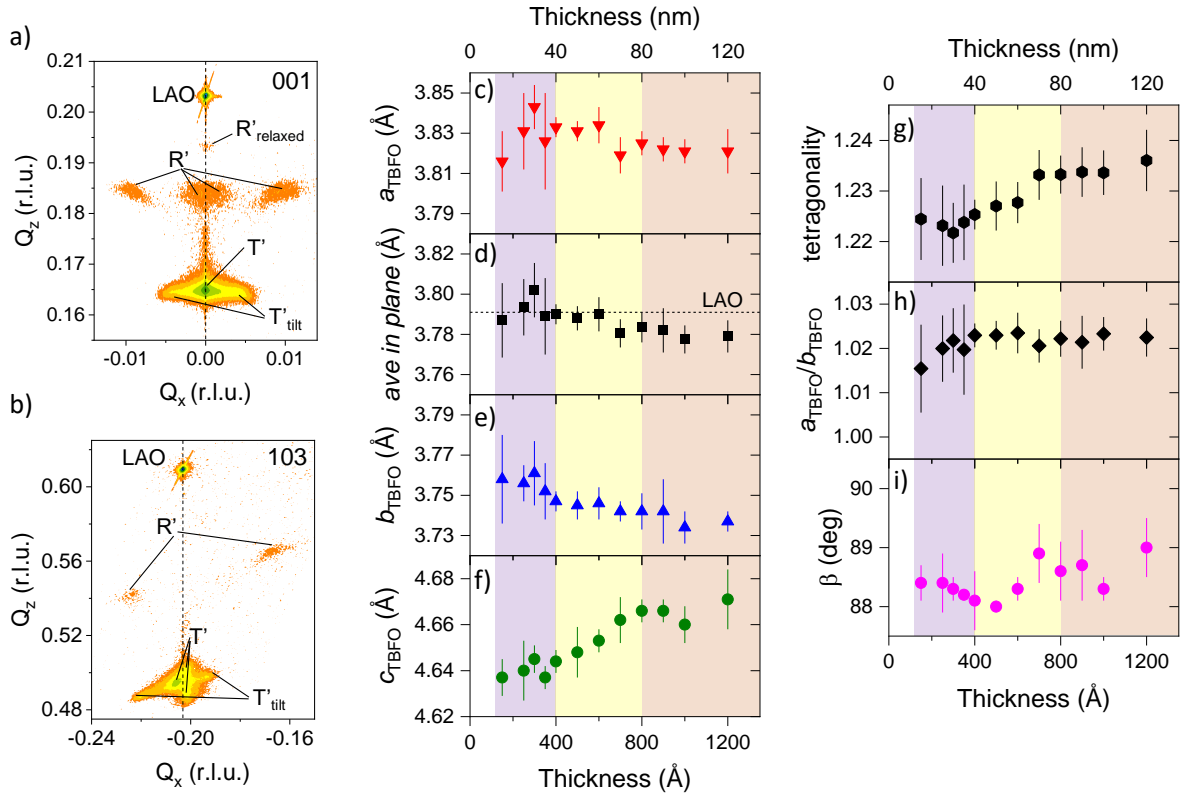 a)
001
LAO
R'relaxed
R'
T'
T'tilt
0.21
0.20
0.19
0.18
0.17
0.16
Qz (r.l.u.)
-0.01 0.00 0.01
Qx (r.l.u.)
b)
103
LAO
R'
T'
T'tilt
0.60
0.56
0.52
0.48
Qz (r.l.u.)
-0.24 -0.20 -0.16
Qx (r.l.u.)
Thickness (nm)
0 40 80 120
c)
3.85
3.83
3.81
3.79
aTBFO (Å)
d)
LAO
3.82
3.80
3.78
3.76
ave in plane (Å)
e)
3.79
3.77
3.75
3.73
bTBFO (Å)
f)
4.68
4.66
4.64
4.62
cTBFO (Å)
0 400 800 1200
Thickness (Å)
Thickness (nm)
0 40 80 120
g)
1.24
1.23
1.22
tetragonality
h)
1.03
1.02
1.01
1.00
aTBFO/bTBFO
i)
90
89
88
β (deg)
0 400 800 1200
Thickness (Å)